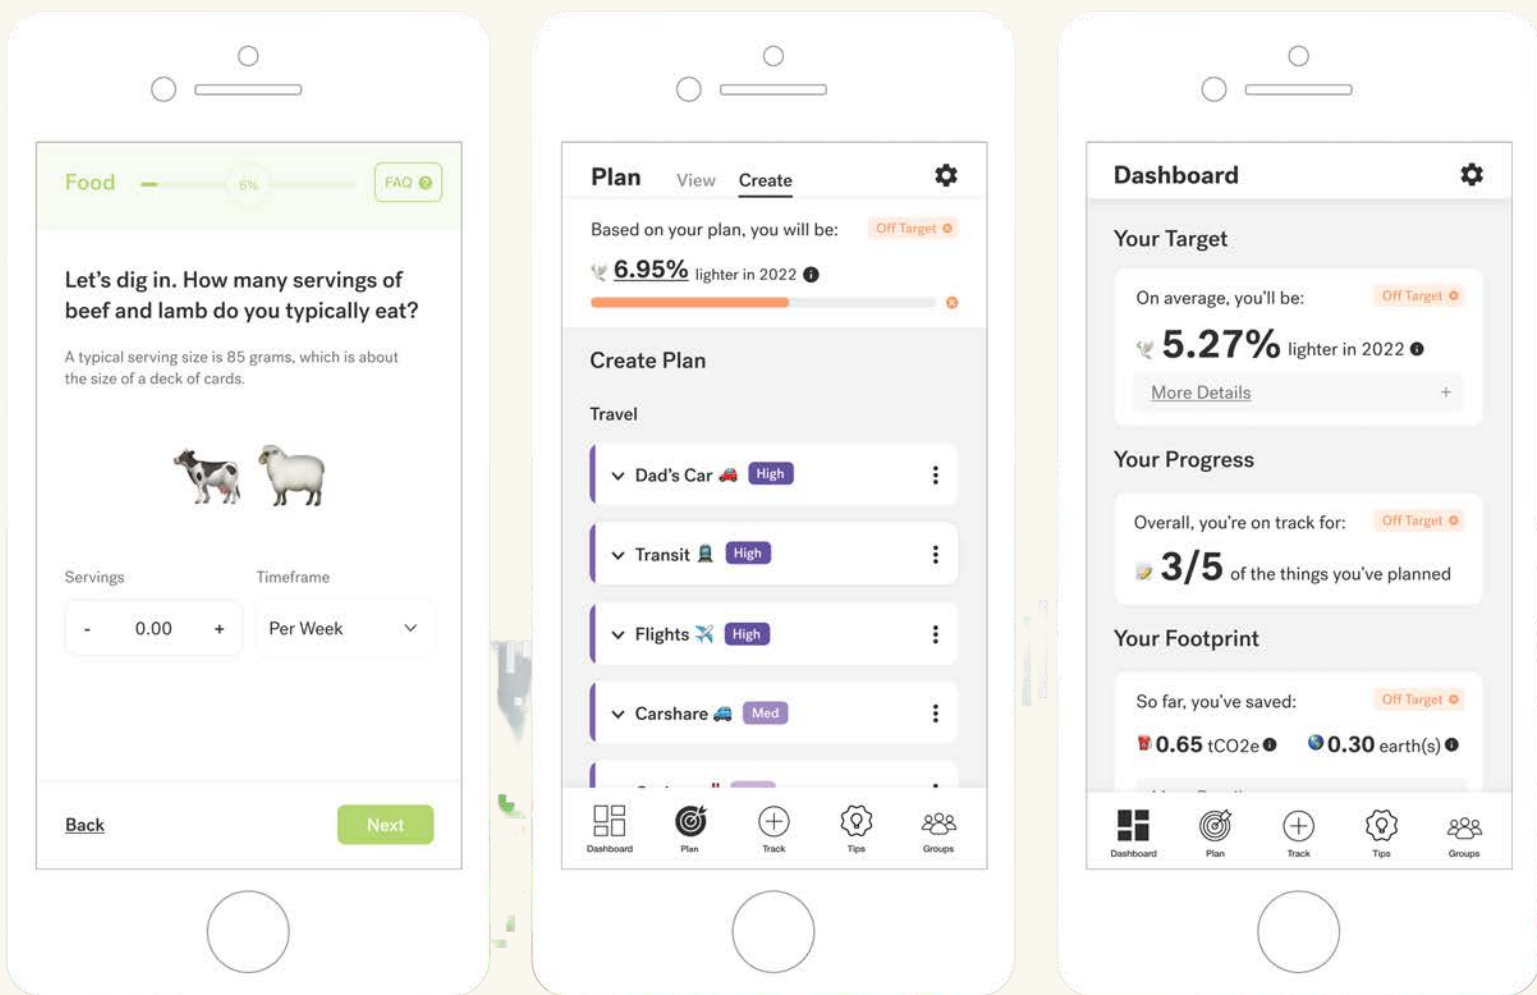 Food
6%
FAQ
Let's dig in. How many servings of
beef and lamb do you typically eat?
A typical serving size is 85 grams, which is about
the size of a deck of cards.
Servings
Timeframe
- 0.00 +
Per Week
Back
Next
Plan
View
Create
Based on your plan, you will be:
Off Target
6.95% lighter in 2022
Create Plan
Travel
Dad's Car High
Transit High
Flights High
Carshare Med
Dashboard
Plan
Track
Tips
Groups
Dashboard
Your Target
On average, you'll be:
Off Target
5.27% lighter in 2022
More Details +
Your Progress
Overall, you're on track for:
Off Target
3/5 of the things you've planned
Your Footprint
So far, you've saved:
Off Target
0.65 tCO2e
0.30 earth(s)
Dashboard
Plan
Track
Tips
Groups